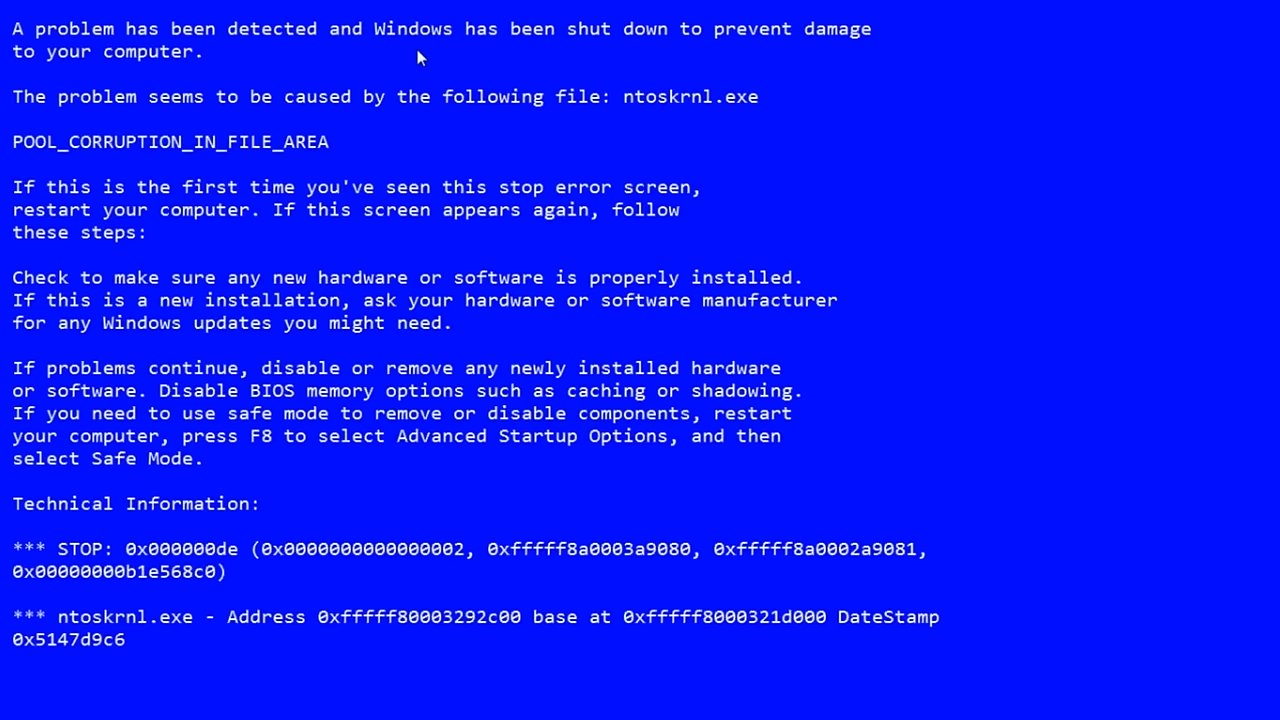 A problem has been detected and Windows has been shut down to prevent damage
to your computer.
The problem seems to be caused by the following file: ntoskrnl.exe
POOL_CORRUPTION_IN_FILE_AREA
If this is the first time you've seen this stop error screen,
restart your computer. If this screen appears again, follow
these steps:
Check to make sure any new hardware or software is properly installed.
If this is a new installation, ask your hardware or software manufacturer
for any Windows updates you might need.
If problems continue, disable or remove any newly installed hardware
or software. Disable BIOS memory options such as caching or shadowing.
If you need to use safe mode to remove or disable components, restart
your computer, press F8 to select Advanced Startup Options, and then
select Safe Mode.
Technical Information:
*** STOP: 0x000000de (0x0000000000000002, 0xfffff8a0003a9080, 0xfffff8a0002a9081,
0x00000000b1e568c0)
*** ntoskrnl.exe - Address 0xfffff80003292c00 base at 0xfffff8000321d000 DateStamp
0x5147d9c6